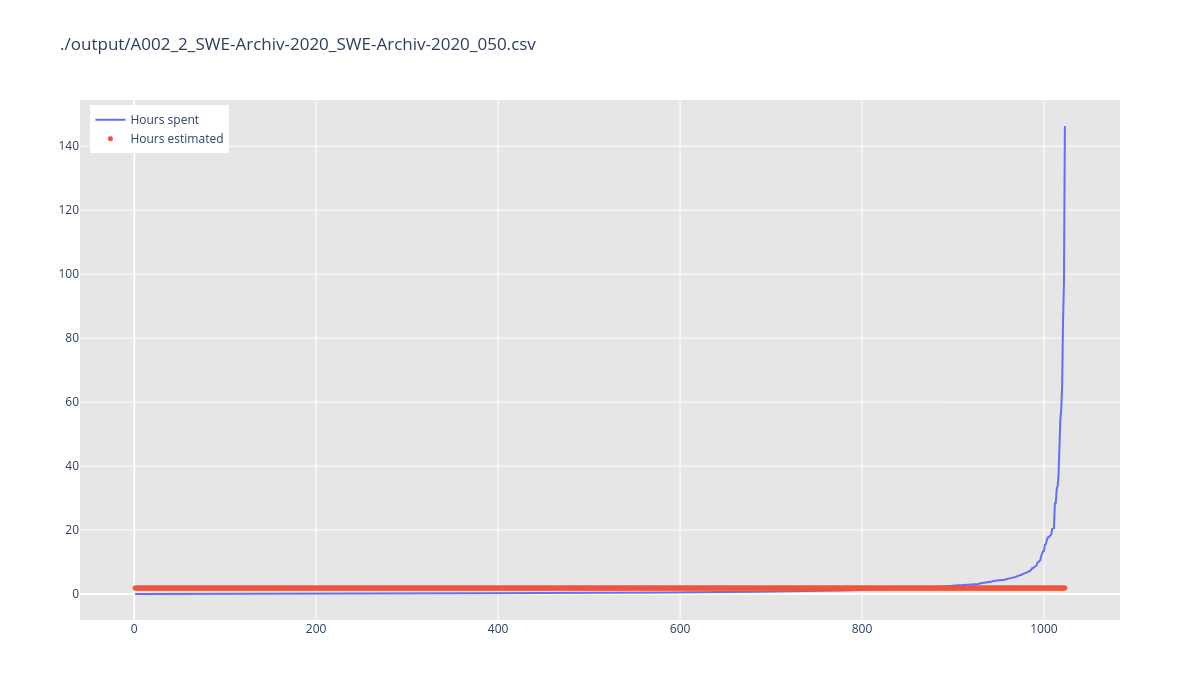 ./output/A002_2_SWE-Archiv-2020_SWE-Archiv-2020_050.csv
Hours spent
Hours estimated
140
120
100
80
60
40
20
0
0 200 400 600 800 1000